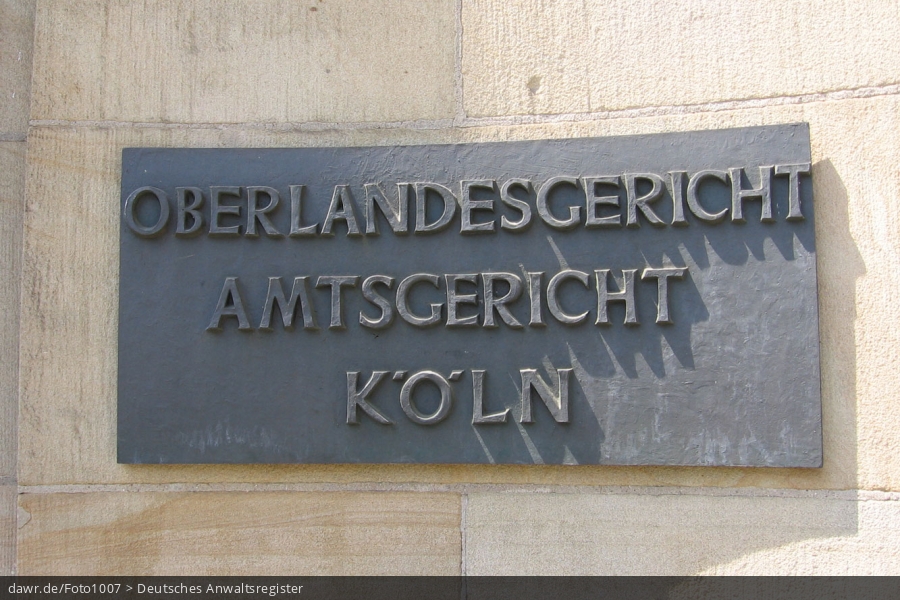 OBERLANDESGERICHT
AMTSGERICHT
KÖLN
dawr.de/Foto1007 > Deutsches Anwaltsregister